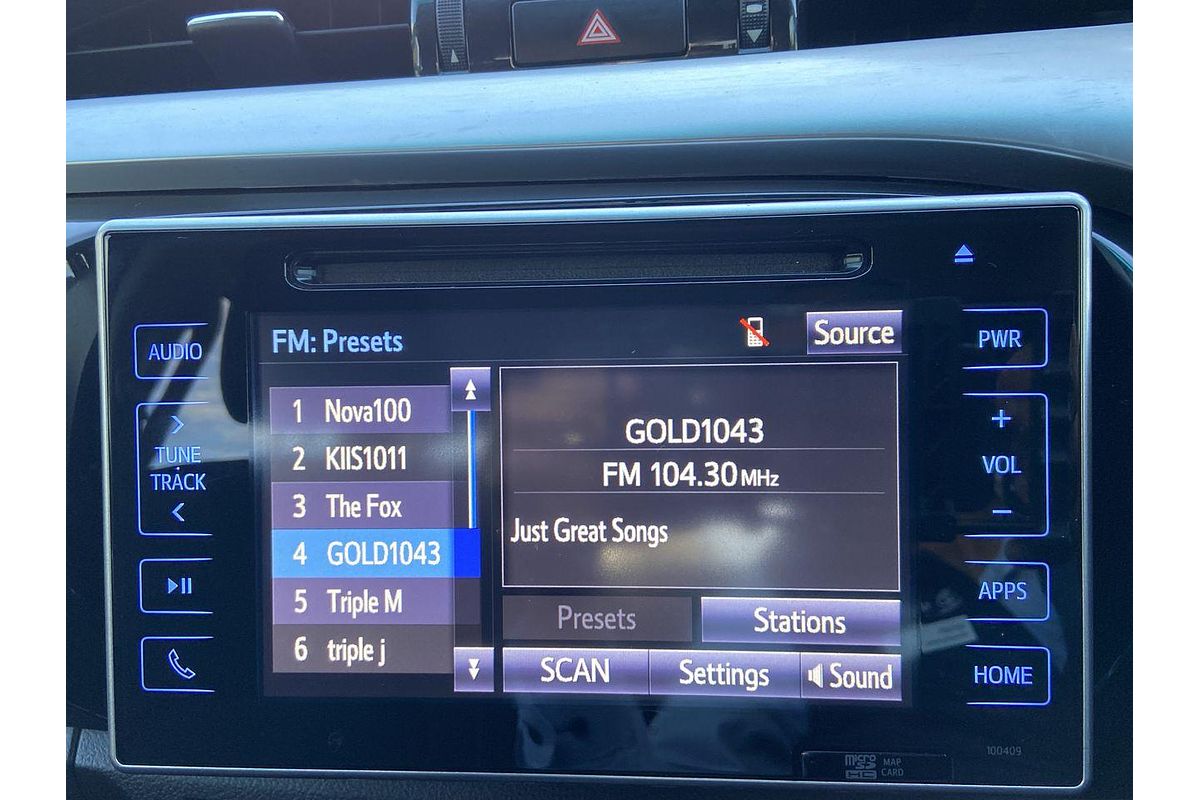 FM: Presets
Source
1 Nova100
2 KIIS1011
3 The Fox
4 GOLD1043
5 Triple M
6 triple j
GOLD1043
FM 104.30MHz
Just Great Songs
Presets
Stations
SCAN
Settings
Sound
AUDIO
TUNE
TRACK
PWR
+
VOL
-
APPS
HOME
100409
micro SD HC
MAP
CARD